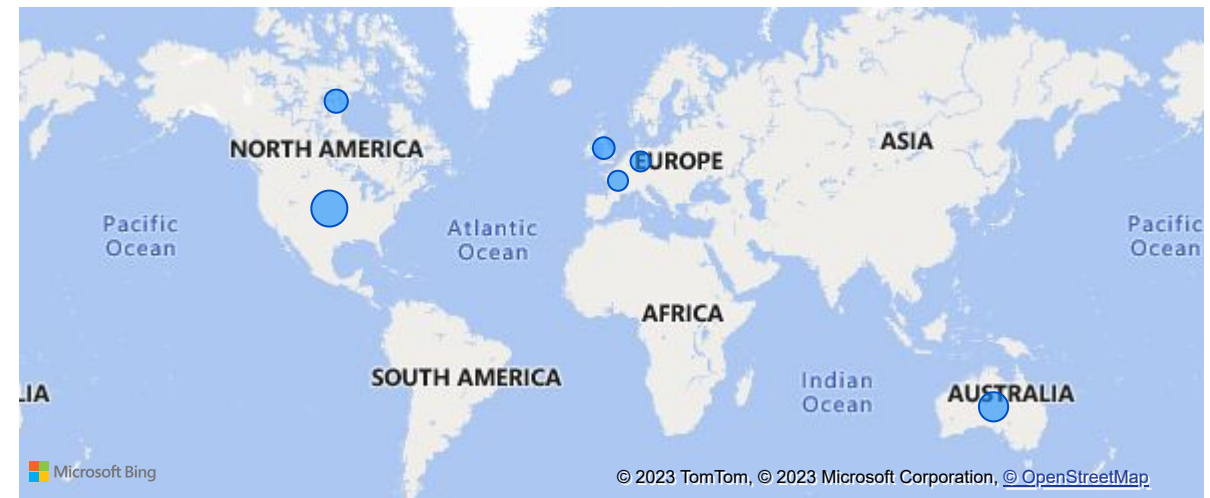 NORTH AMERICA
EUROPE
ASIA
Pacific
Ocean
Atlantic
Ocean
Pacific
Ocean
AFRICA
SOUTH AMERICA
Indian
Ocean
LIA
AUSTRALIA
Microsoft Bing
© 2023 TomTom, © 2023 Microsoft Corporation, © OpenStreetMap